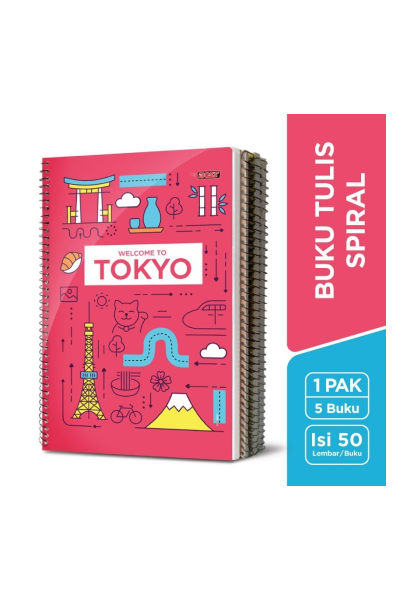 WELCOME TO
TOKYO
BUKU TULIS
SPIRAL
1 PAK
5 Buku
Isi 50
Lembar/Buku